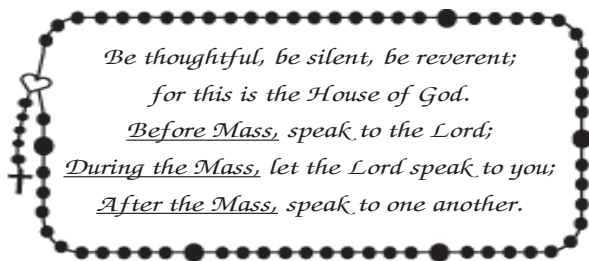 Be thoughtful, be silent, be reverent;
for this is the House of God.
Before Mass, speak to the Lord;
During the Mass, let the Lord speak to you;
After the Mass, speak to one another.